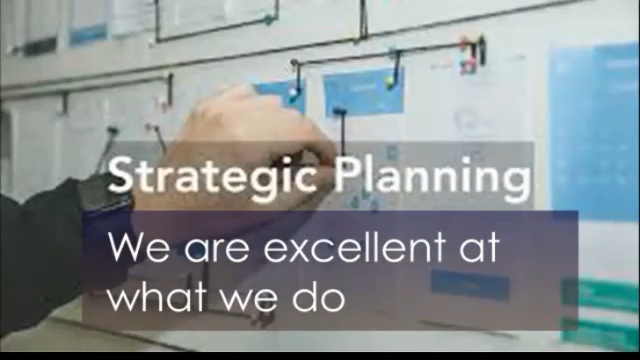 Strategic Planning
We are excellent at
what we do